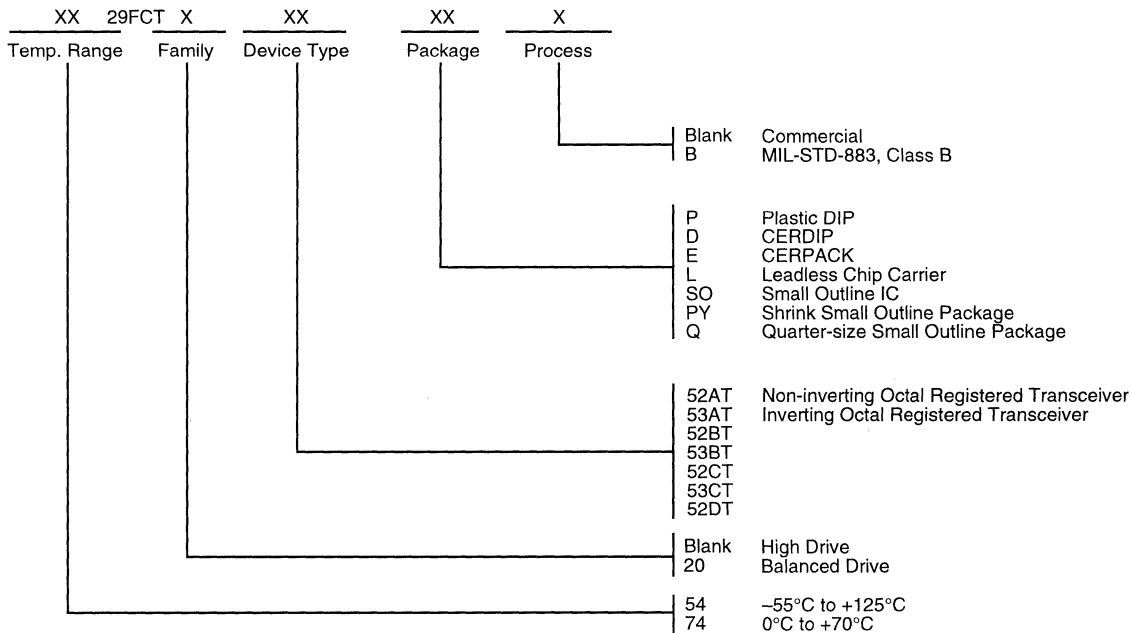 XX 29FCT X XX XX X
Temp. Range Family Device Type Package Process
Blank Commercial
B MIL-STD-883, Class B
P Plastic DIP
D CERDIP
E CERPACK
L Leadless Chip Carrier
SO Small Outline IC
PY Shrink Small Outline Package
Q Quarter-size Small Outline Package
52AT Non-inverting Octal Registered Transceiver
53AT Inverting Octal Registered Transceiver
52BT
53BT
52CT
53CT
52DT
Blank High Drive
20 Balanced Drive
54 –55°C to +125°C
74 0°C to +70°C